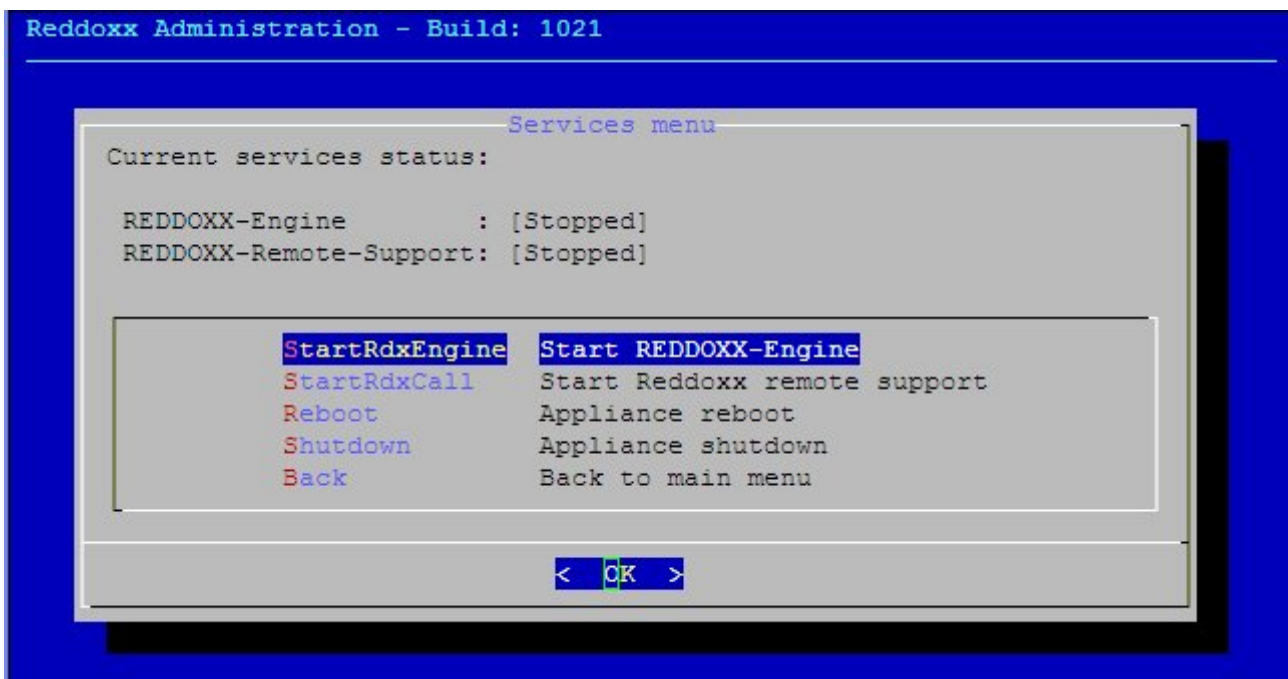 Reddoxx Administration - Build: 1021
Services menu
Current services status:
REDDOXX-Engine : [Stopped]
REDDOXX-Remote-Support: [Stopped]
StartRdxEngine Start REDDOXX-Engine
StartRdxCall Start Reddoxx remote support
Reboot Appliance reboot
Shutdown Appliance shutdown
Back Back to main menu
< OK >